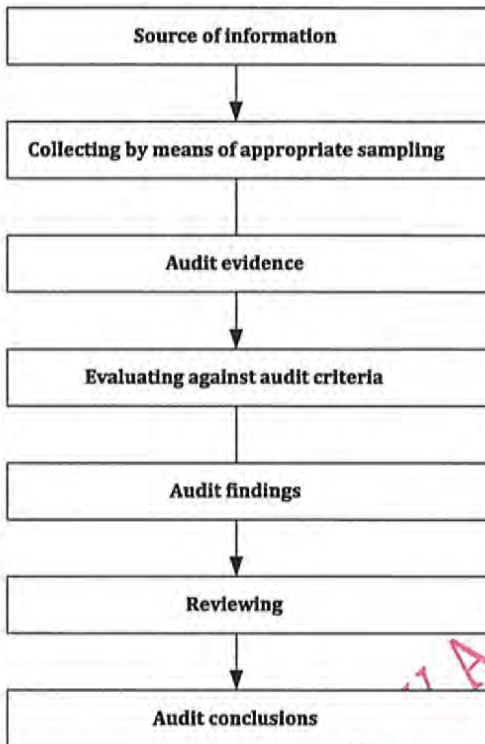 Source of information
Collecting by means of appropriate sampling
Audit evidence
Evaluating against audit criteria
Audit findings
Reviewing
Audit conclusions